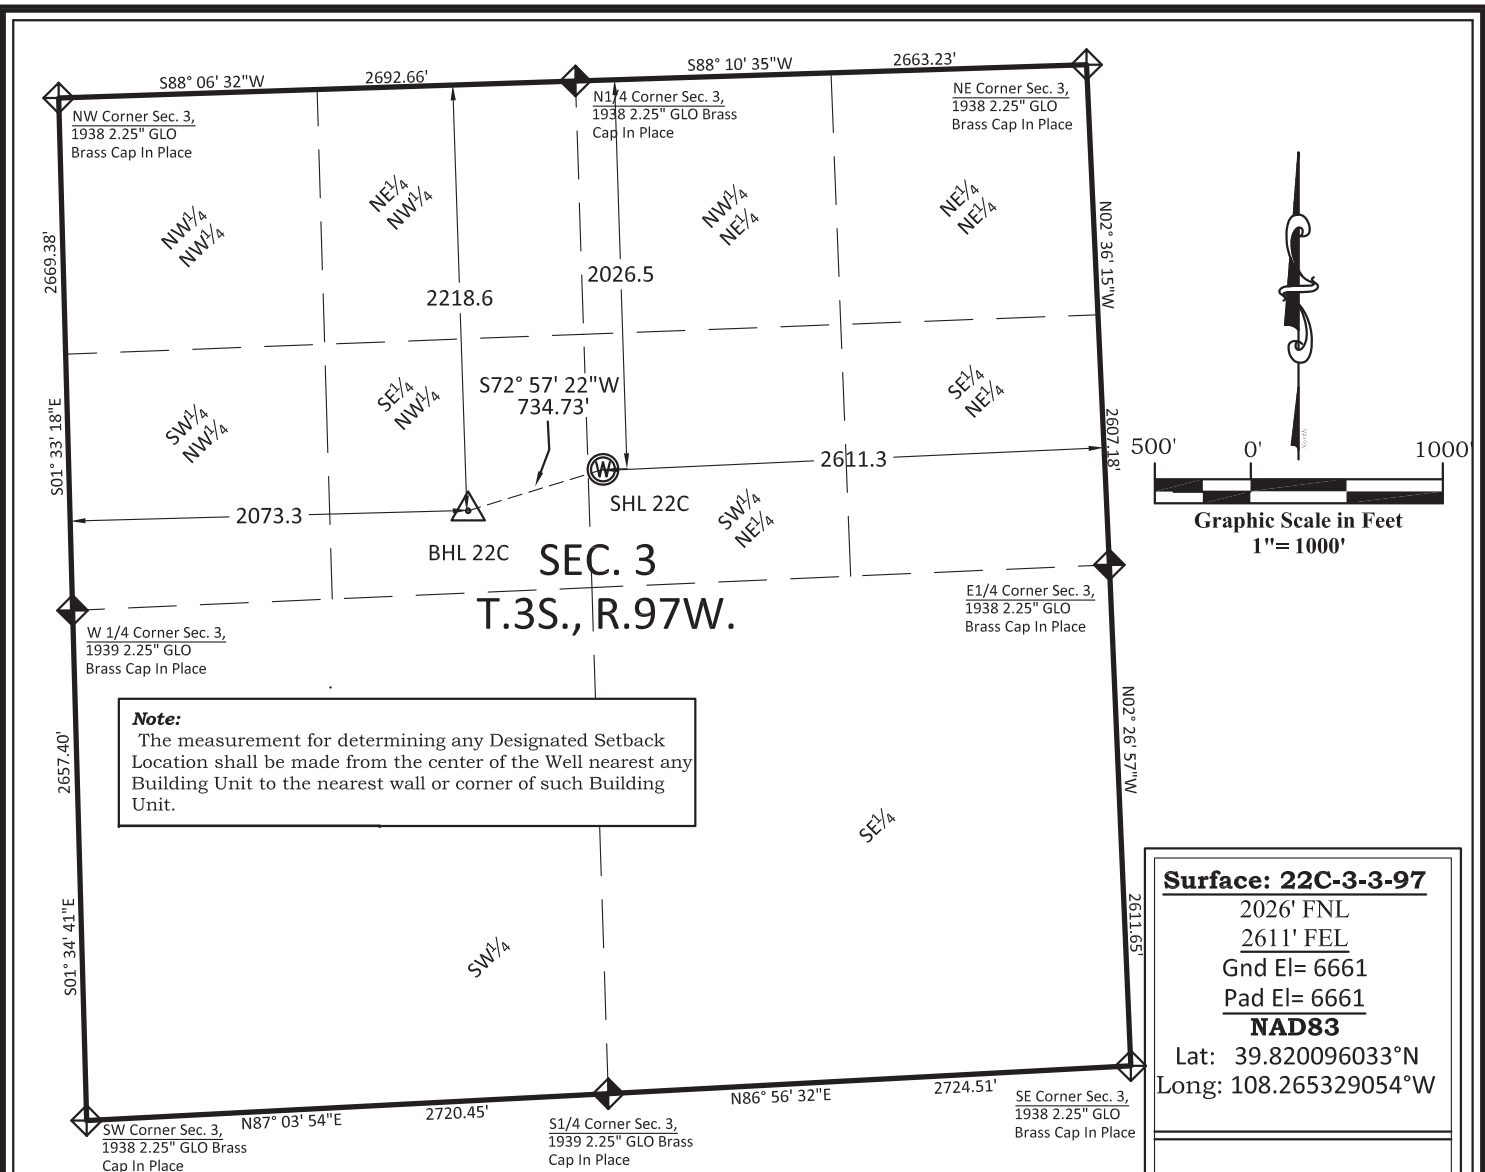 S88° 06' 32"W
2692.66'
S88° 10' 35"W
2663.23'
NW Corner Sec. 3,
1938 2.25" GLO
Brass Cap In Place
N1/4 Corner Sec. 3,
1938 2.25" GLO Brass
Cap In Place
NE Corner Sec. 3,
1938 2.25" GLO
Brass Cap In Place
NW¼
NW¼
NE¼
NW¼
NW¼
NE¼
NE¼
NE¼
2669.38'
N02° 36' 15"W
2218.6
2026.5
S01° 33' 18"E
SW¼
NW¼
SE¼
NW¼
S72° 57' 22"W
734.73'
SE¼
NE¼
2607.18'
North
500'
0'
1000'
Graphic Scale in Feet
1"= 1000'
2611.3
W
SHL 22C
SW¼
NE¼
2073.3
BHL 22C
SEC. 3
T.3S., R.97W.
W 1/4 Corner Sec. 3,
1939 2.25" GLO
Brass Cap In Place
E1/4 Corner Sec. 3,
1938 2.25" GLO
Brass Cap In Place
Note:
The measurement for determining any Designated Setback
Location shall be made from the center of the Well nearest any
Building Unit to the nearest wall or corner of such Building
Unit.
2657.40'
N02° 26' 57"W
SE¼
S01° 34' 41"E
SW¼
2611.65'
Surface: 22C-3-3-97
2026' FNL
2611' FEL
Gnd El= 6661
Pad El= 6661
NAD83
Lat: 39.820096033°N
Long: 108.265329054°W
SW Corner Sec. 3,
1938 2.25" GLO Brass
Cap In Place
N87° 03' 54"E
2720.45'
S1/4 Corner Sec. 3,
1939 2.25" GLO Brass
Cap In Place
N86° 56' 32"E
2724.51'
SE Corner Sec. 3,
1938 2.25" GLO
Brass Cap In Place